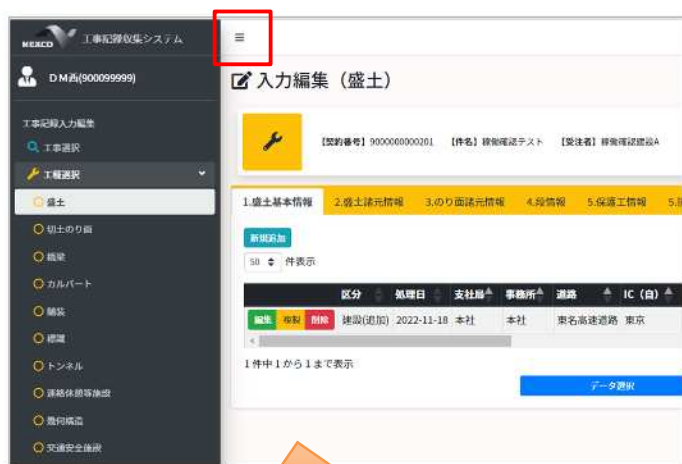 NEXCO 工事記録収集システム
DM西(900099999)
工事記録入力編集
工事選択
工種選択
盛土
切土のり面
橋梁
カルバート
舗装
標識
トンネル
連絡休憩等施設
幾何構造
交通安全施設
入力編集（盛土）
【契約番号】9000000000201 【件名】稼働確認テスト 【受注者】稼働確認建設A
1.盛土基本情報 2.盛土諸元情報 3.のり面諸元情報 4.段情報 5.保護工情報
新規追加
50 件表示
区分 処理日 支社局 事務所 道路 IC（自）
編集 複製 削除 建設(追加) 2022-11-18 本社 本社 東名高速道路 東京
1件中1から1まで表示
データ選択